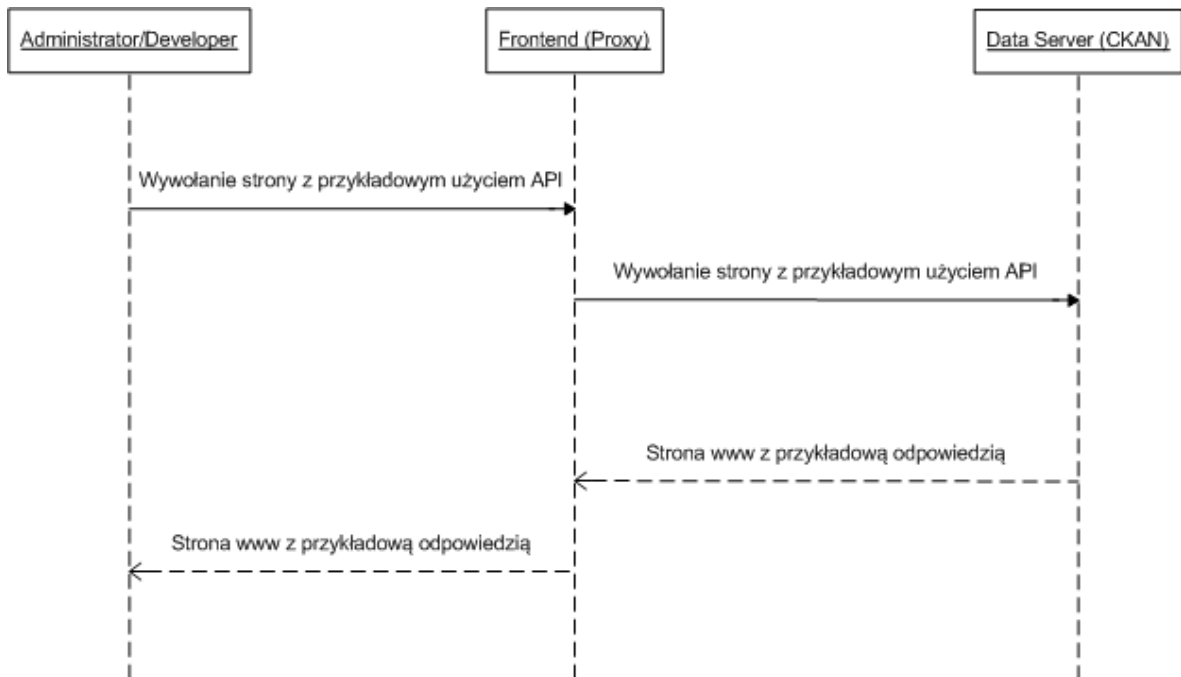 Administrator/Developer
Frontend (Proxy)
Data Server (CKAN)
Wywołanie strony z przykładowym użyciem API
Wywołanie strony z przykładowym użyciem API
Strona www z przykładową odpowiedzią
Strona www z przykładową odpowiedzią